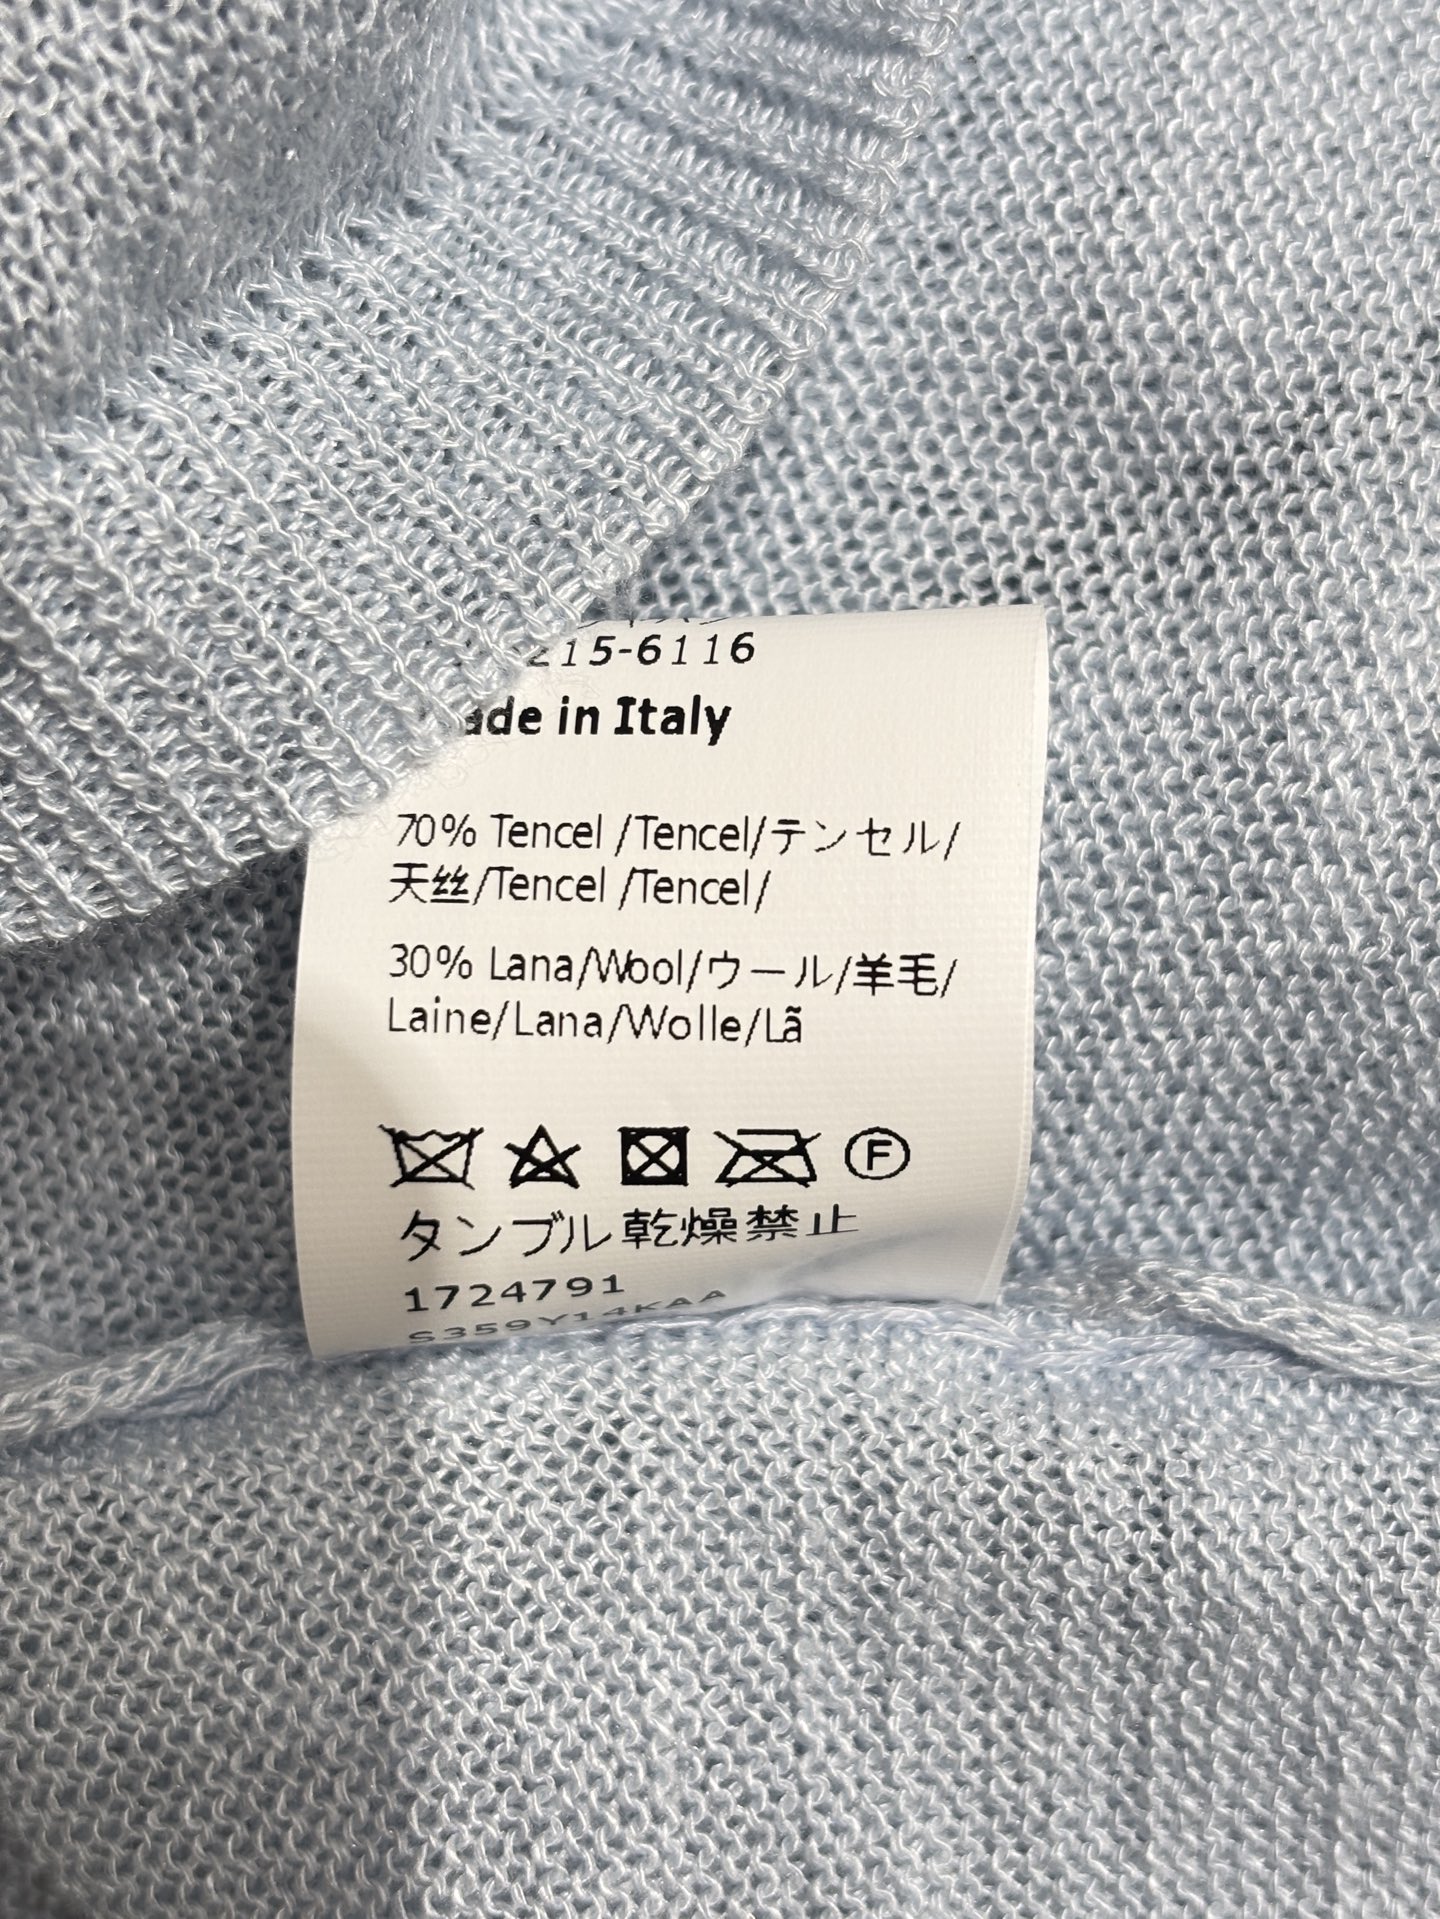 215-6116
ade in Italy
70% Tencel /Tencel/テンセル/
天丝/Tencel /Tencel/
30% Lana/Wool/ウール/羊毛/
Laine/Lana/Wolle/Lã
F
タンブル乾燥禁止
1724791
S359Y14KAA